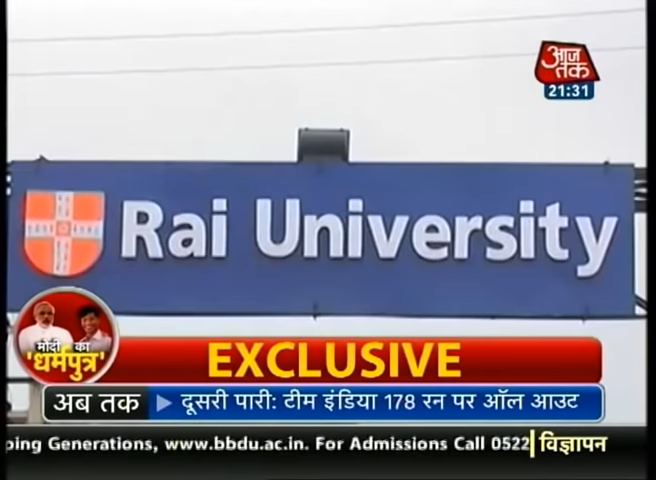 आज
तक
21:31
Rai University
मोदी का
'धर्मपुत्र'
EXCLUSIVE
अब तक
दूसरी पारी: टीम इंडिया 178 रन पर ऑल आउट
ping Generations, www.bbdu.ac.in. For Admissions Call 0522
विज्ञापन